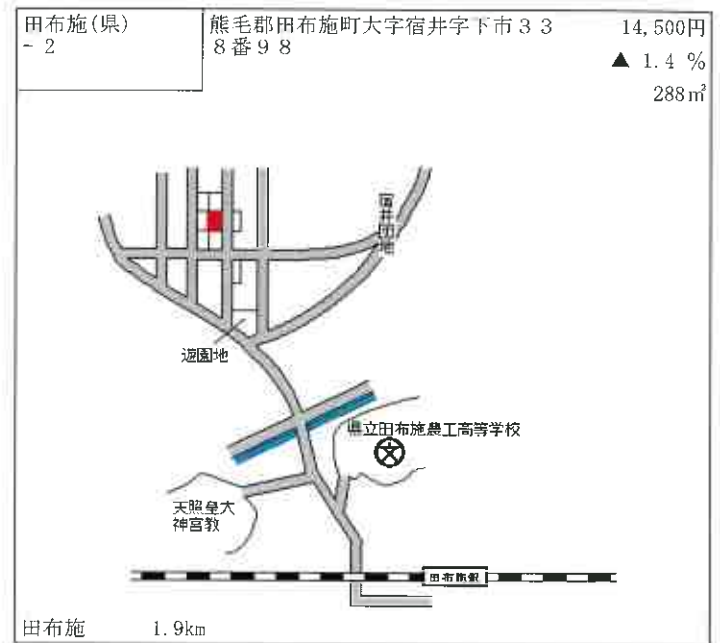 田布施(県)
- 2
熊毛郡田布施町大字宿井字下市３３
８番９８
14,500円
▲ 1.4 %
288㎡
宿井団地
遊園地
県立田布施農工高等学校
天照皇大
神宮教
田布施駅
田布施 1.9km